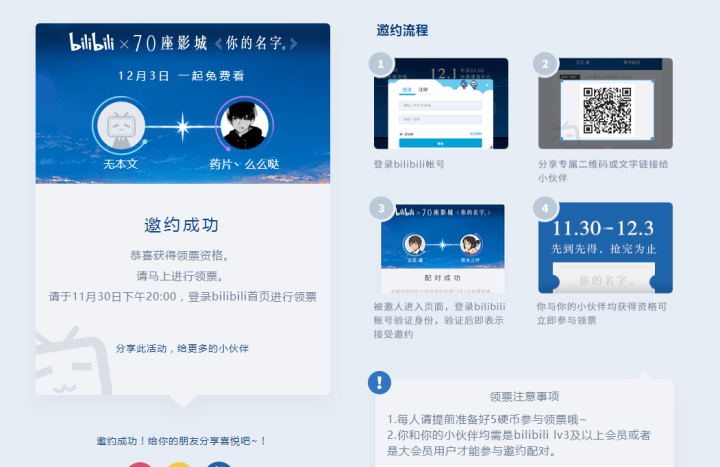 bilibili × 70座影城《你的名字。》
12月3日 一起免费看
无本文
药片丶么么哒
邀约成功
恭喜获得领票资格。
请马上进行领票。
请于11月30日下午20:00，登录bilibili首页进行领票
分享此活动，给更多的小伙伴
邀约成功！给你的朋友分享喜悦吧~！
邀约流程
1
12.1
登录bilibili帐号
2
分享专属二维码或文字链接给
小伙伴
3
bilibili × 70座影城《你的名字。》
配对成功
被邀人进入页面，登录bilibili
账号验证身份，验证后即表示
接受邀约
4
11.30－12.3
先到先得，抢完为止
你的名字。
你与你的小伙伴均获得资格可
立即参与领票
!
领票注意事项
1.每人请提前准备好5硬币参与领票哦~
2.你和你的小伙伴均需是bilibili lv3及以上会员或者
是大会员用户才能参与邀约配对。